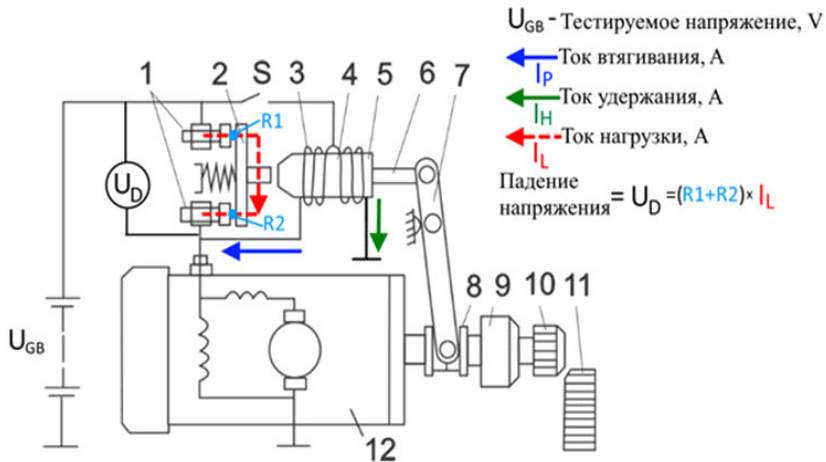 U_GB - Тестируемое напряжение, V
Ток втягивания, А
I_P
Ток удержания, А
I_H
Ток нагрузки, А
I_L
Падение
напряжения = U_D =(R1+R2)× I_L
1 2 S 3 4 5 6 7
R1
U_D
R2
8 9 10 11
U_GB
12